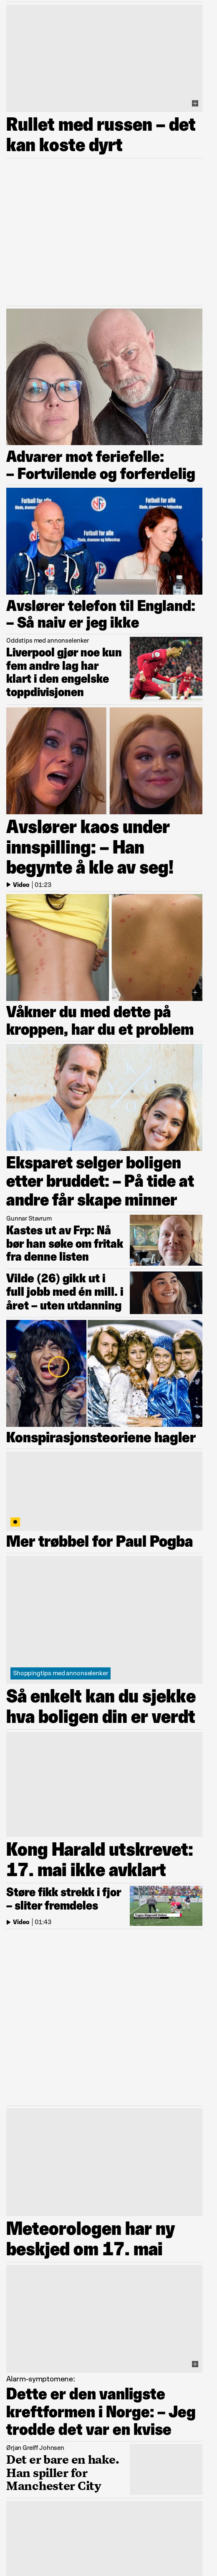 Rullet med russen – det
kan koste dyrt
Advarer mot feriefelle:
– Fortvilende og forferdelig
Fotball for alle
Fotball for alle
Avslører telefon til England:
– Så naiv er jeg ikke
Oddstips med annonselenker
Liverpool gjør noe kun
fem andre lag har
klart i den engelske
toppdivisjonen
Avslører kaos under
innspilling: – Han
begynte å kle av seg!
Video | 01:23
Våkner du med dette på
kroppen, har du et problem
Eksparet selger boligen
etter bruddet: – På tide at
andre får skape minner
Gunnar Stavrum
Kastes ut av Frp: Nå
bør han søke om fritak
fra denne listen
Vilde (26) gikk ut i
full jobb med én mill. i
året – uten utdanning
Konspirasjonsteoriene hagler
Mer trøbbel for Paul Pogba
Shoppingtips med annonselenker
Så enkelt kan du sjekke
hva boligen din er verdt
Kong Harald utskrevet:
17. mai ikke avklart
Støre fikk strekk i fjor
– sliter fremdeles
Video | 01:43
Meteorologen har ny
beskjed om 17. mai
Alarm-symptomene:
Dette er den vanligste
kreftformen i Norge: – Jeg
trodde det var en kvise
Ørjan Greiff Johnsen
Det er bare en hake.
Han spiller for
Manchester City